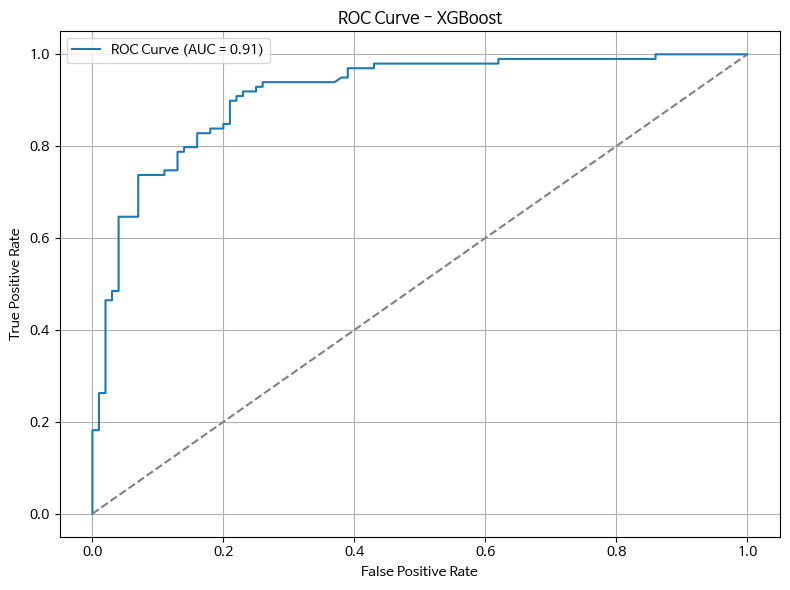 ROC Curve - XGBoost
ROC Curve (AUC = 0.91)
True Positive Rate
1.0
0.8
0.6
0.4
0.2
0.0
0.0 0.2 0.4 0.6 0.8 1.0
False Positive Rate